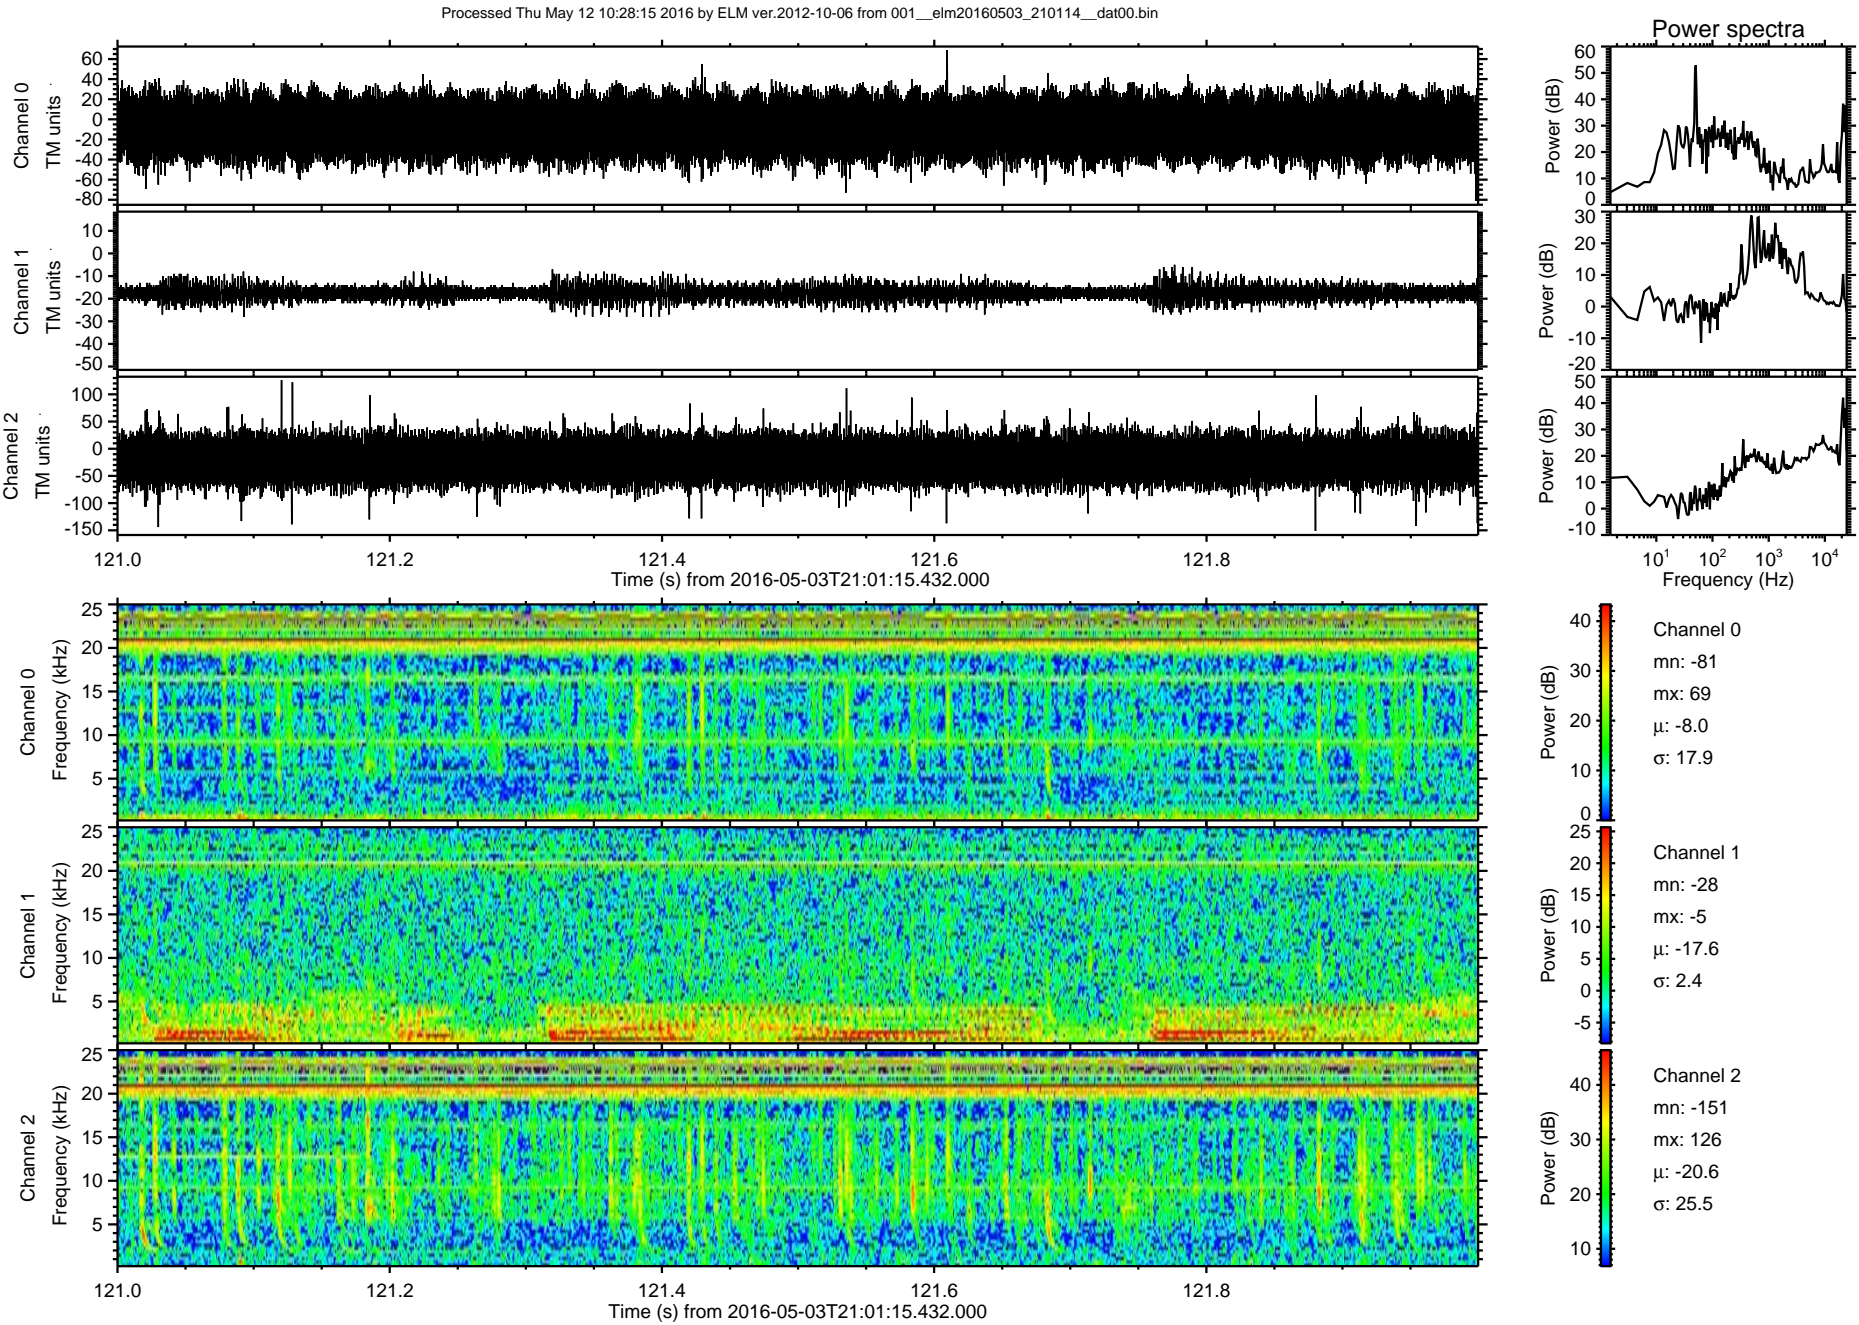 Processed Thu May 12 10:28:15 2016 by ELM ver.2012-10-06 from 001__elm20160503_210114__dat00.bin
Power spectra
Channel 0
TM units
60
40
20
0
-20
-40
-60
-80
Power (dB)
60
50
40
30
20
10
0
Channel 1
TM units
10
0
-10
-20
-30
-40
-50
Power (dB)
30
20
10
0
-10
-20
Channel 2
TM units
100
50
0
-50
-100
-150
Power (dB)
50
40
30
20
10
0
-10
121.0 121.2 121.4 121.6 121.8
Time (s) from 2016-05-03T21:01:15.432.000
10^1 10^2 10^3 10^4
Frequency (Hz)
Channel 0
Frequency (kHz)
25
20
15
10
5
Power (dB)
40
30
20
10
0
Channel 0
mn: -81
mx: 69
μ: -8.0
σ: 17.9
Channel 1
Frequency (kHz)
25
20
15
10
5
Power (dB)
25
20
15
10
5
0
-5
Channel 1
mn: -28
mx: -5
μ: -17.6
σ: 2.4
Channel 2
Frequency (kHz)
25
20
15
10
5
Power (dB)
40
30
20
10
Channel 2
mn: -151
mx: 126
μ: -20.6
σ: 25.5
121.0 121.2 121.4 121.6 121.8
Time (s) from 2016-05-03T21:01:15.432.000